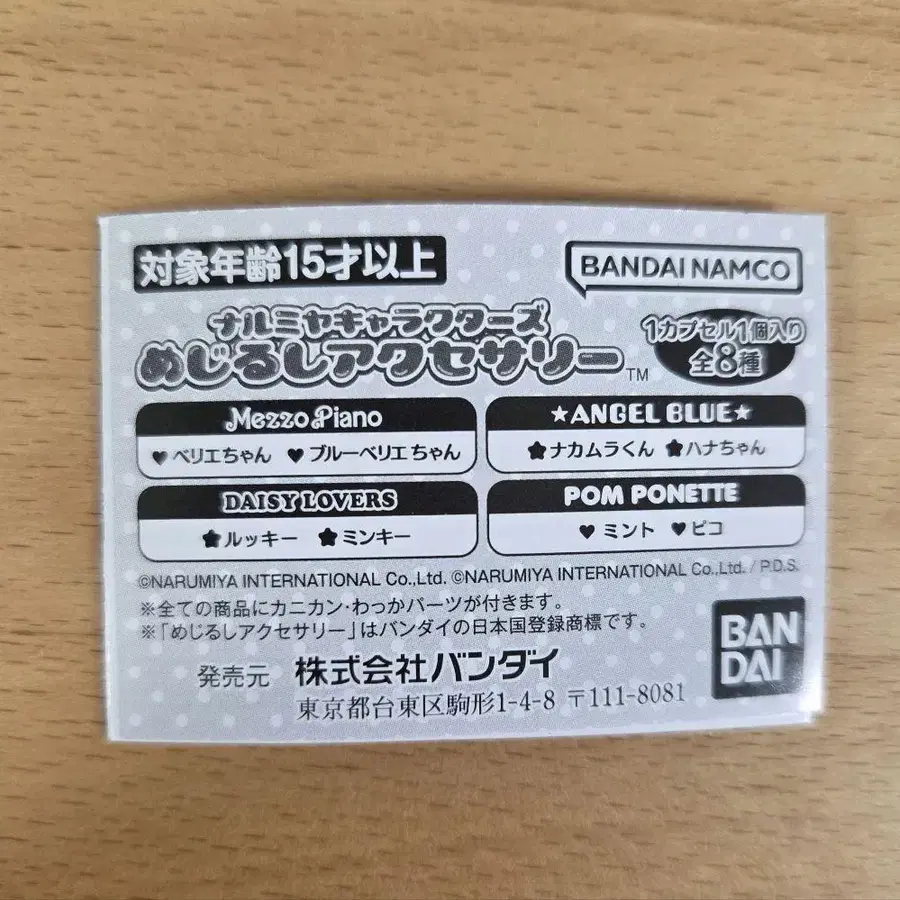 対象年齢15才以上
BANDAI NAMCO
ナルミヤキャラクターズ
めじるしアクセサリー™
1カプセル1個入り
全8種
Mezzo Piano
♥ベリエちゃん ♥ブルーベリエちゃん
★ANGEL BLUE★
★ナカムラくん ★ハナちゃん
DAISY LOVERS
★ルッキー ★ミンキー
POM PONETTE
♥ミント ♥ピコ
©NARUMIYA INTERNATIONAL Co.,Ltd. ©NARUMIYA INTERNATIONAL Co.,Ltd. / P.D.S.
※全ての商品にカニカン・わっかパーツが付きます。
※「めじるしアクセサリー」はバンダイの日本国登録商標です。
発売元 株式会社バンダイ
東京都台東区駒形1-4-8 〒111-8081
BAN
DAI